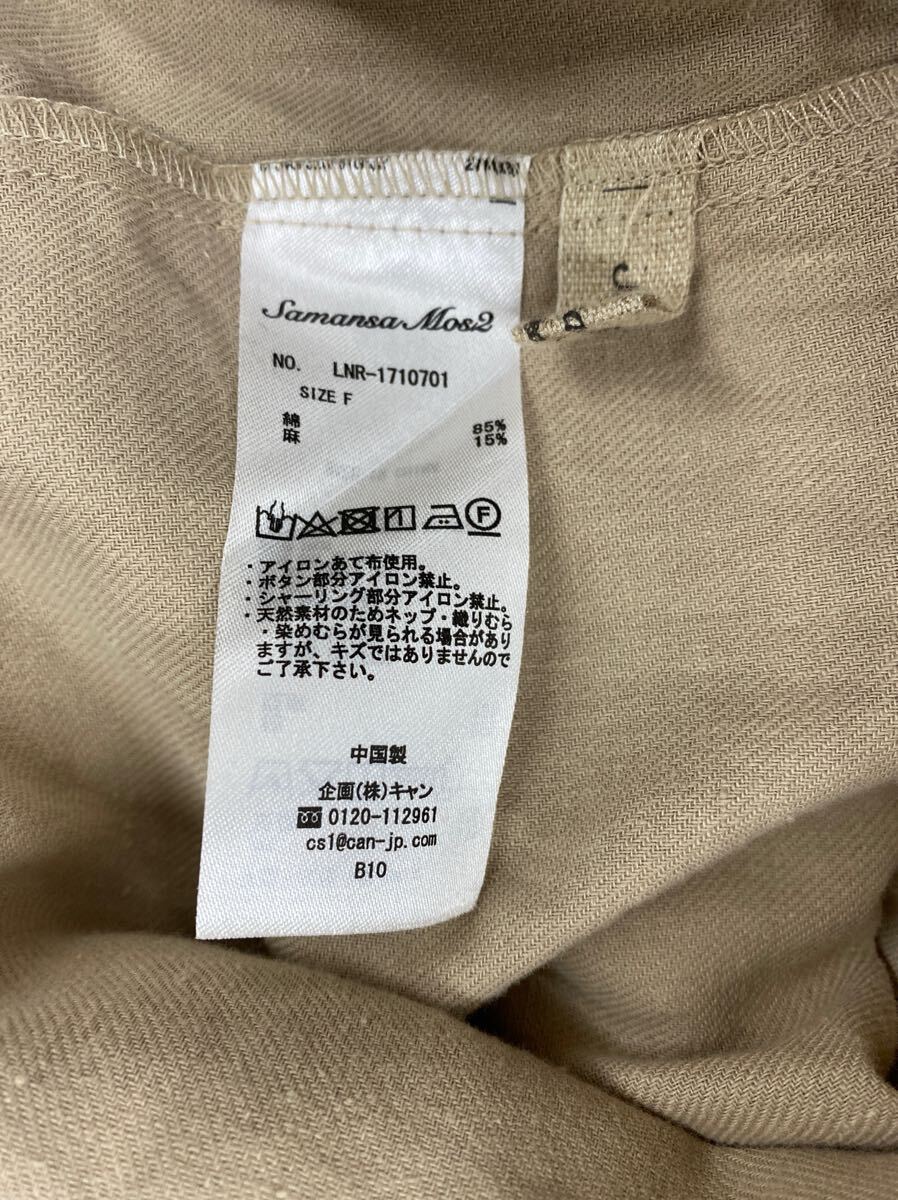 Samansa Mos2
NO. LNR-1710701
SIZE F
綿 85%
麻 15%
F
・アイロンあて布使用。
・ボタン部分アイロン禁止。
・シャーリング部分アイロン禁止。
・天然素材のためネップ・織りむら
・染めむらが見られる場合があり
ますが、キズではありませんので
ご了承下さい。
中国製
企画(株)キャン
0120-112961
cs1@can-jp.com
B10